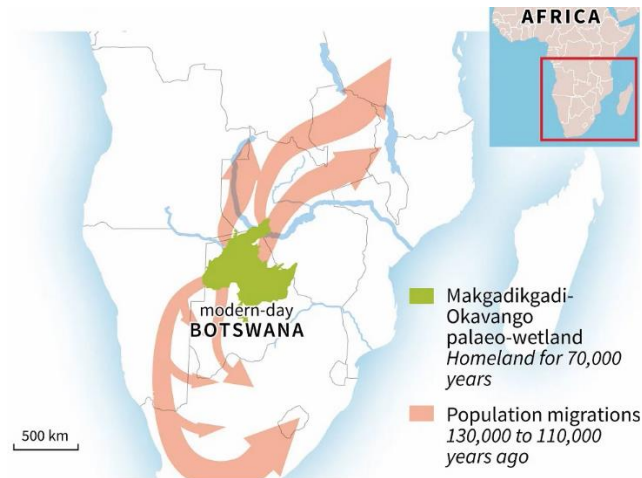 AFRICA
modern-day
BOTSWANA
Makgadikgadi-
Okavango
palaeo-wetland
Homeland for 70,000
years
Population migrations
130,000 to 110,000
years ago
500 km